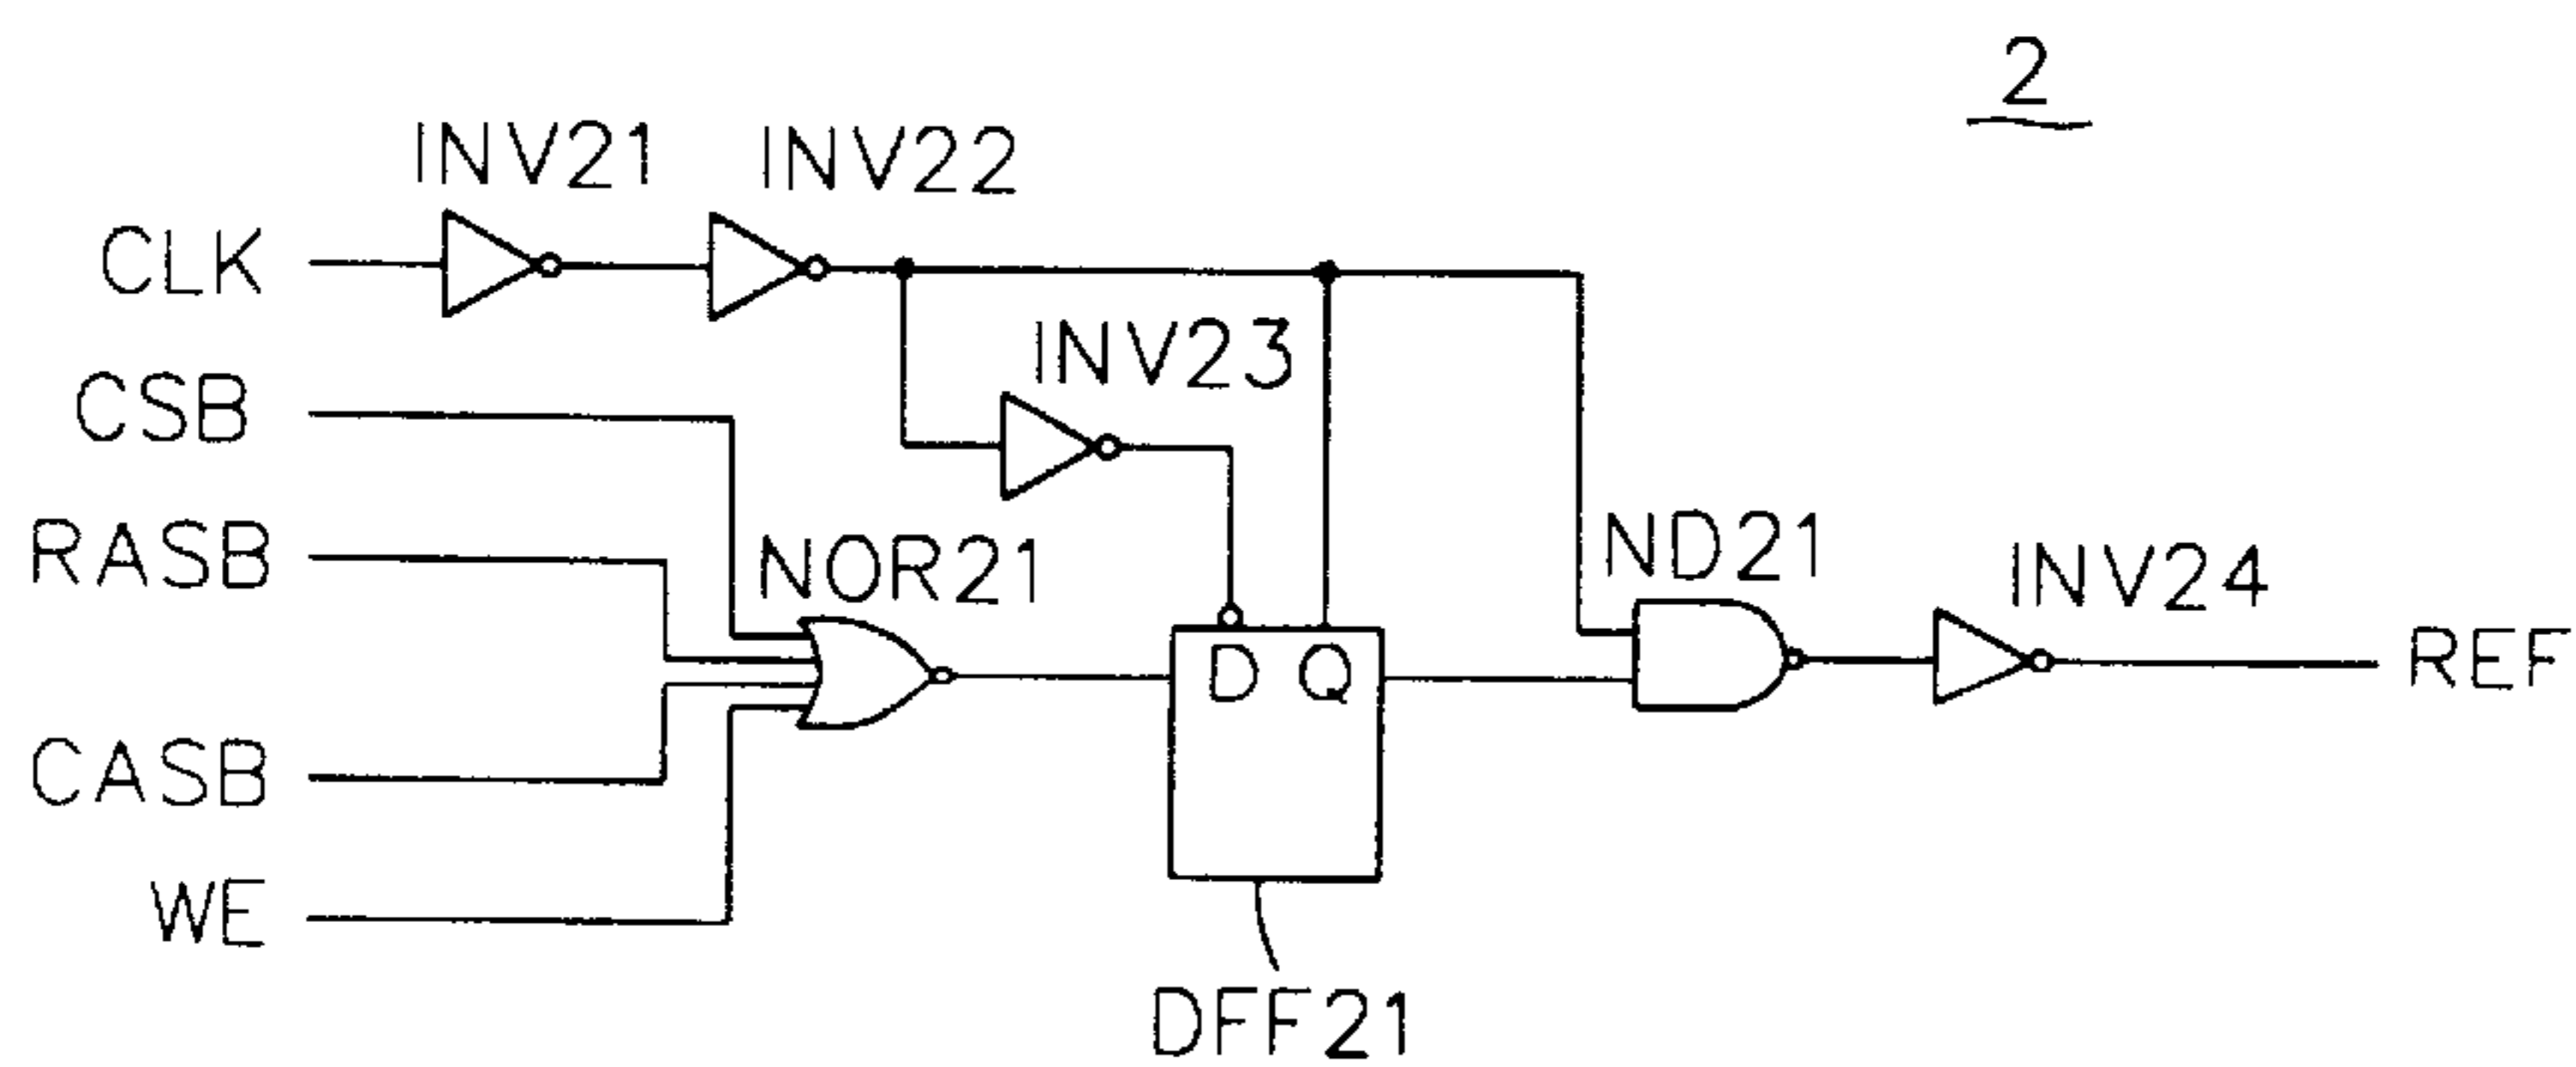 2
INV21
INV22
CLK
INV23
CSB
RASB
NOR21
ND21
INV24
D
Q
REF
CASB
WE
DFF21